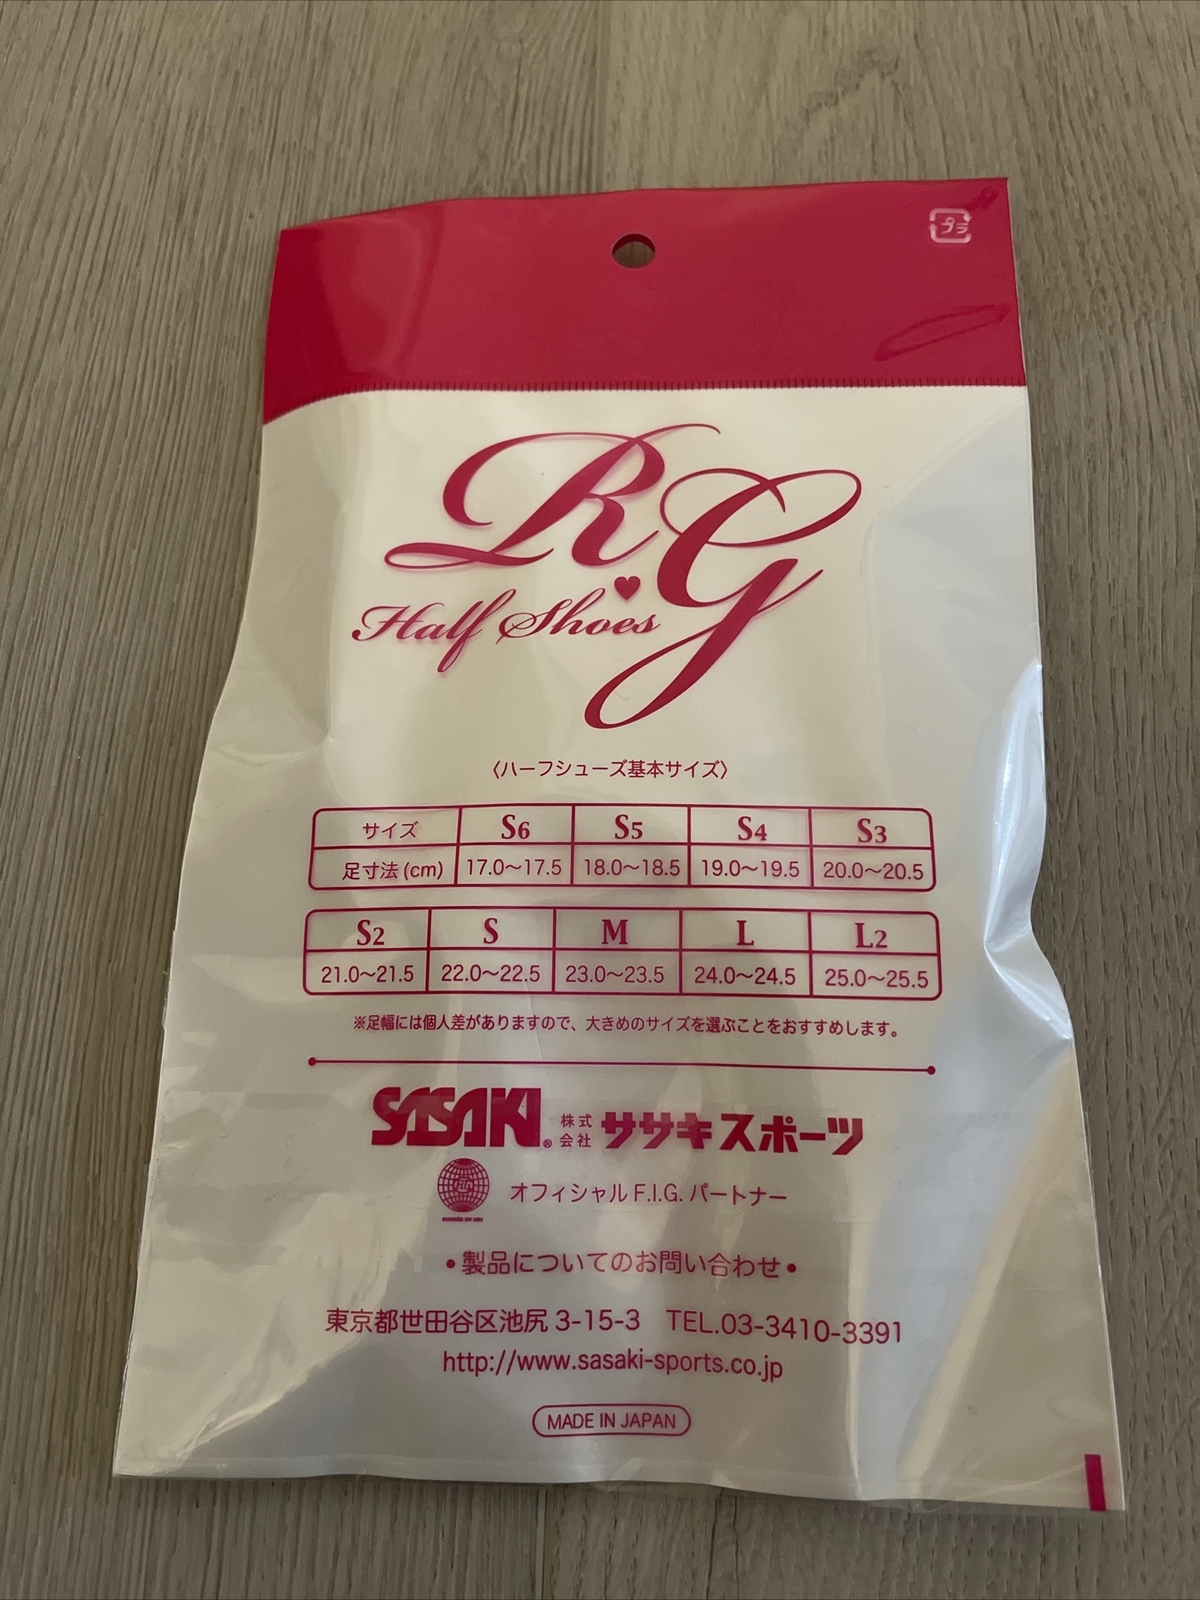 プラ
RG
Half Shoes
〈ハーフシューズ基本サイズ〉
サイズ S6 S5 S4 S3
足寸法(cm) 17.0〜17.5 18.0〜18.5 19.0〜19.5 20.0〜20.5
S2 S M L L2
21.0〜21.5 22.0〜22.5 23.0〜23.5 24.0〜24.5 25.0〜25.5
※足幅には個人差がありますので、大きめのサイズを選ぶことをおすすめします。
SASAKI® 株式会社 ササキスポーツ
オフィシャル F.I.G. パートナー
•製品についてのお問い合わせ•
東京都世田谷区池尻 3-15-3 TEL.03-3410-3391
http://www.sasaki-sports.co.jp
MADE IN JAPAN